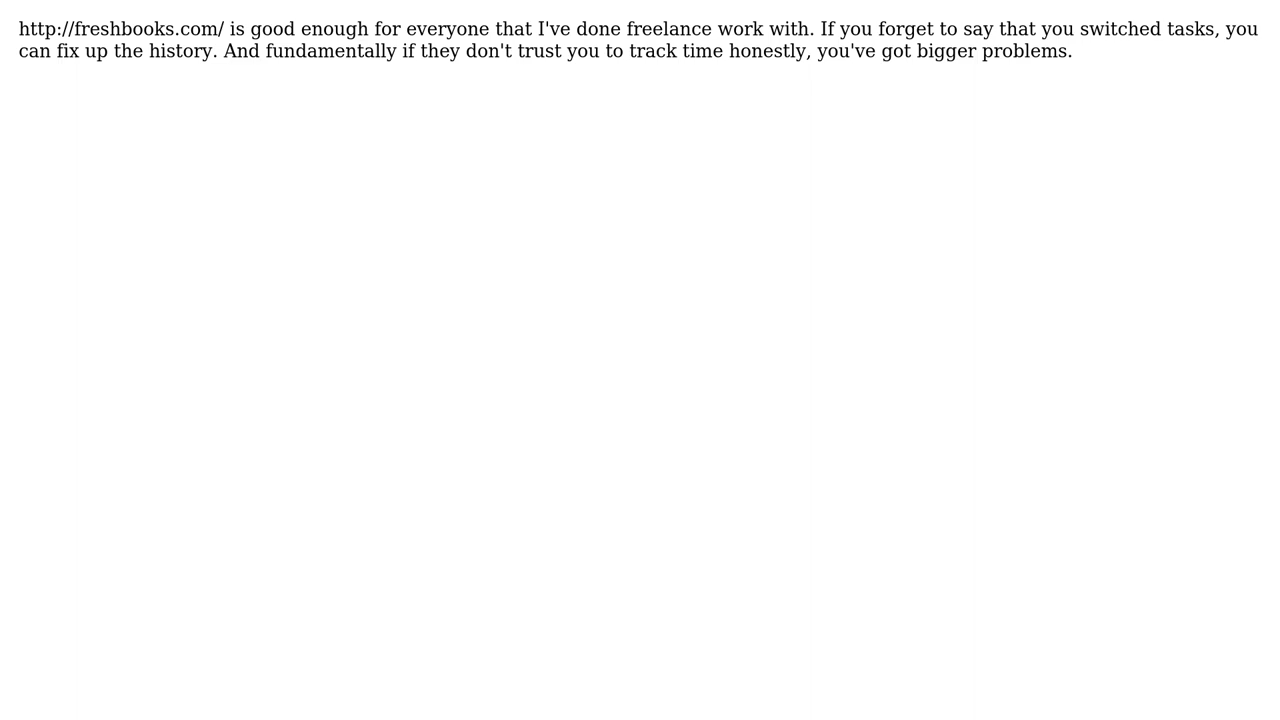 http://freshbooks.com/ is good enough for everyone that I've done freelance work with. If you forget to say that you switched tasks, you
can fix up the history. And fundamentally if they don't trust you to track time honestly, you've got bigger problems.